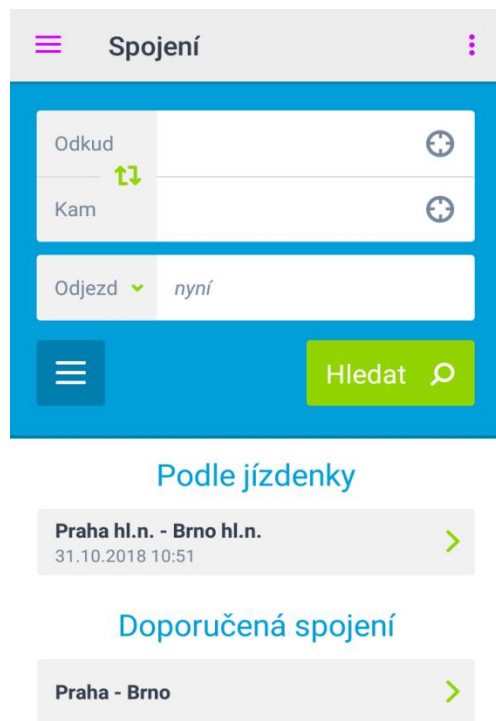 Spojení
Odkud
Kam
Odjezd nyní
Hledat
Podle jízdenky
Praha hl.n. - Brno hl.n.
31.10.2018 10:51
Doporučená spojení
Praha - Brno